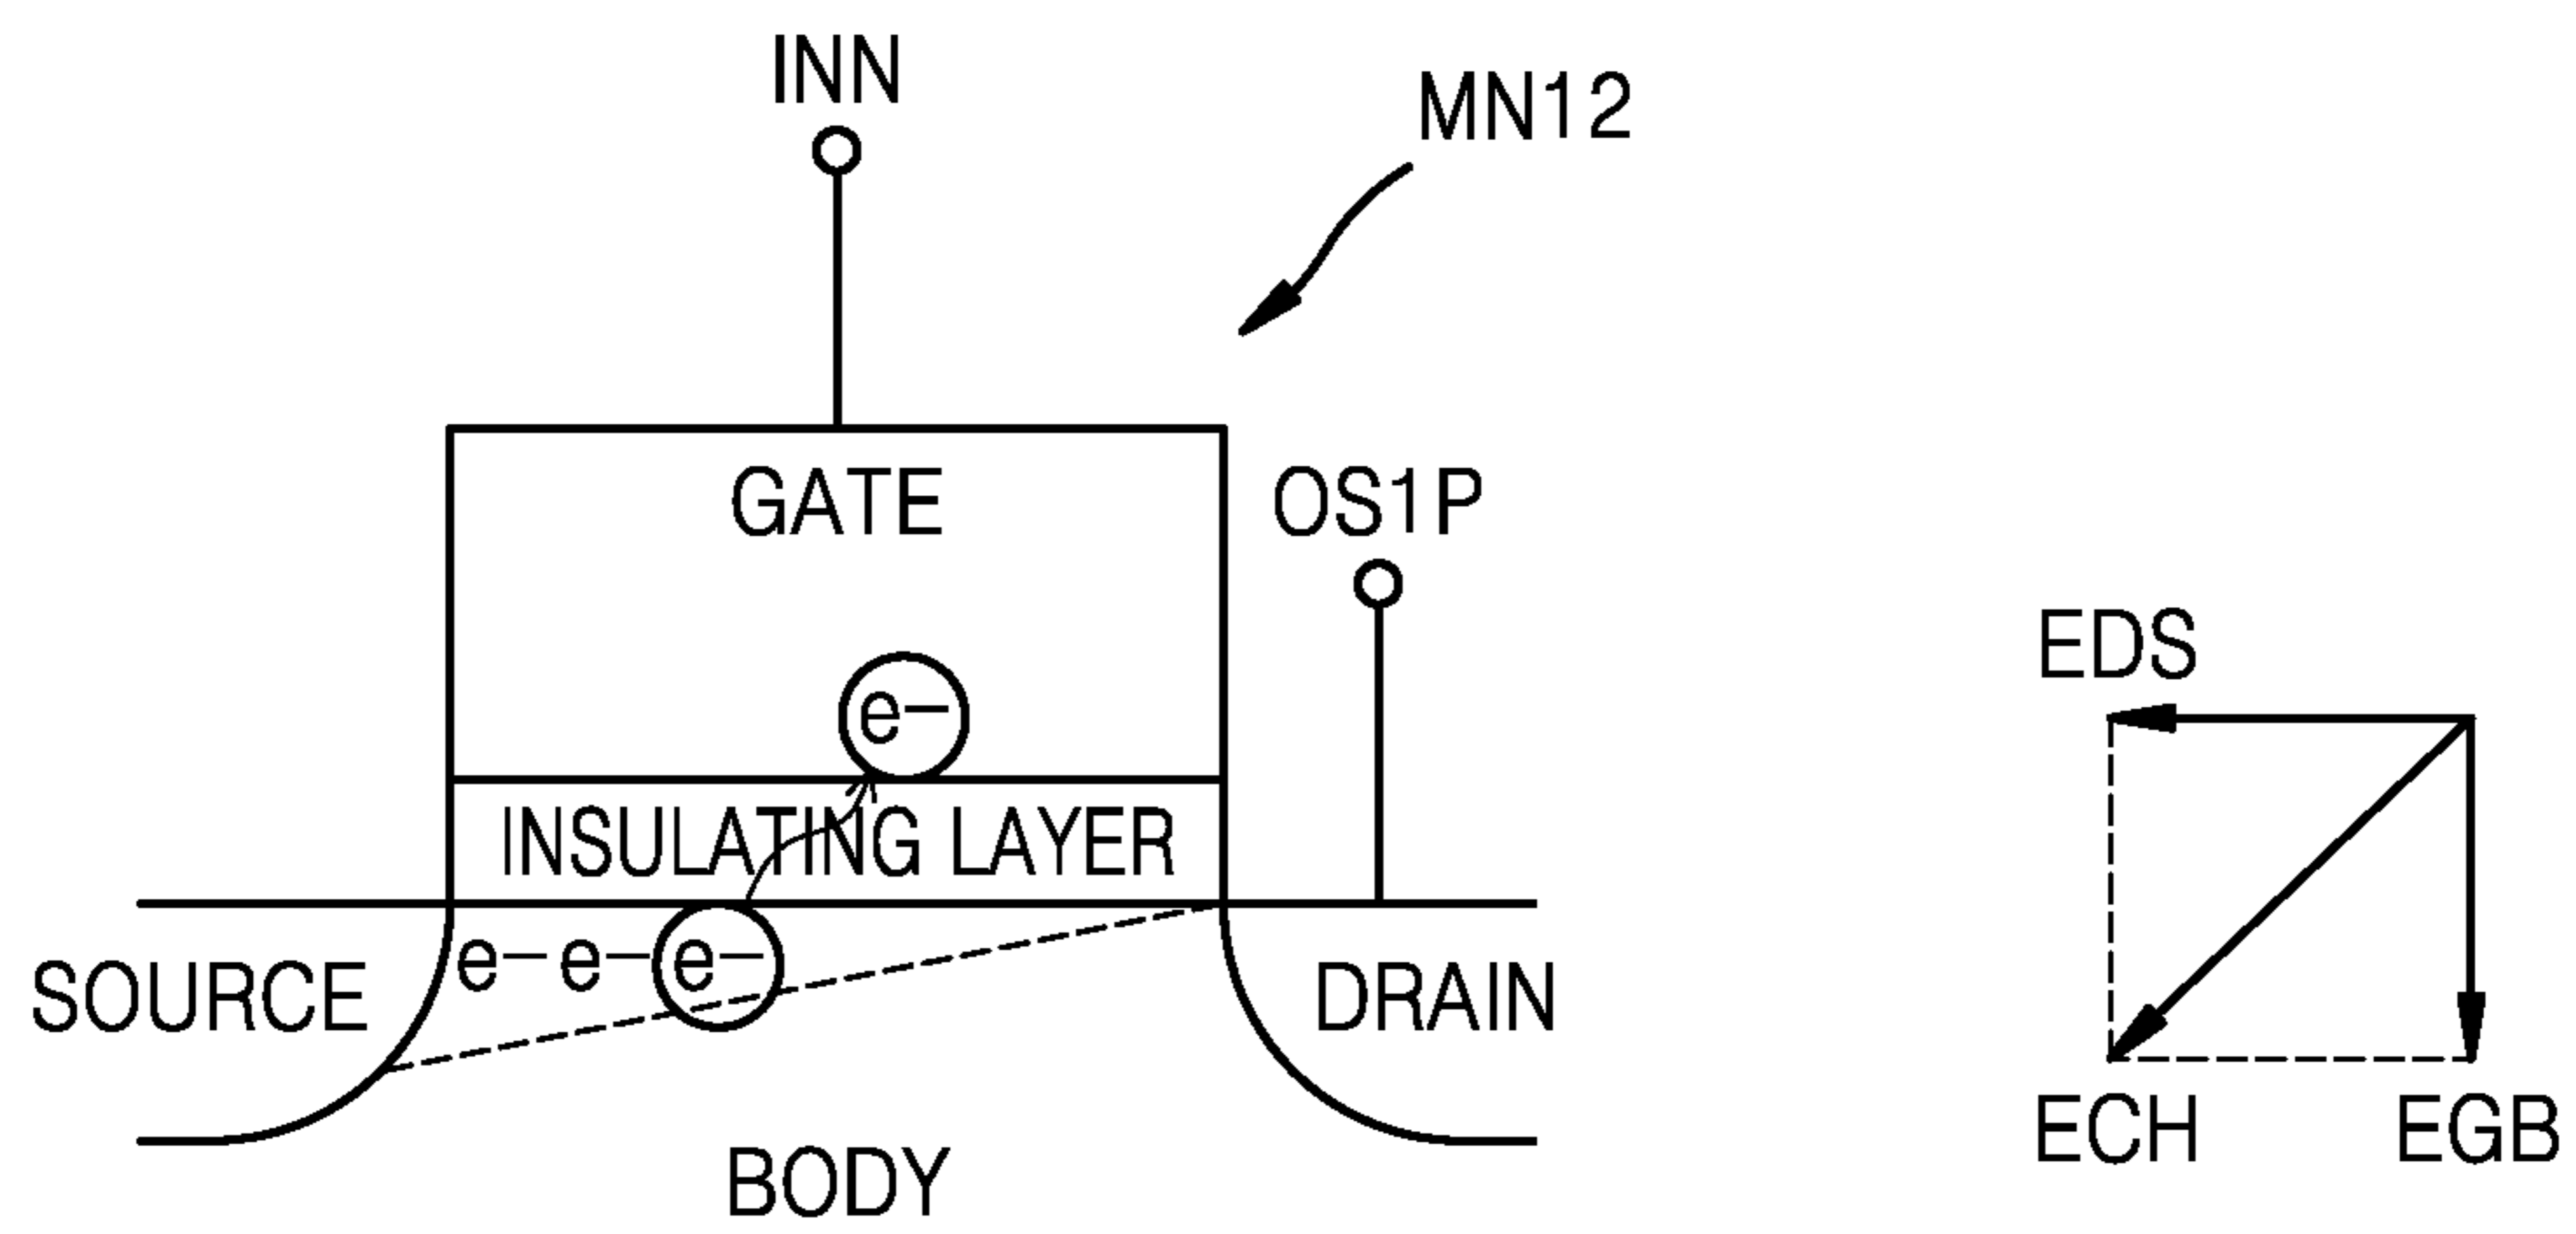 INN
MN12
GATE
OS1P
EDS
e-
INSULATING LAYER
e- e- e-
SOURCE
DRAIN
ECH
EGB
BODY